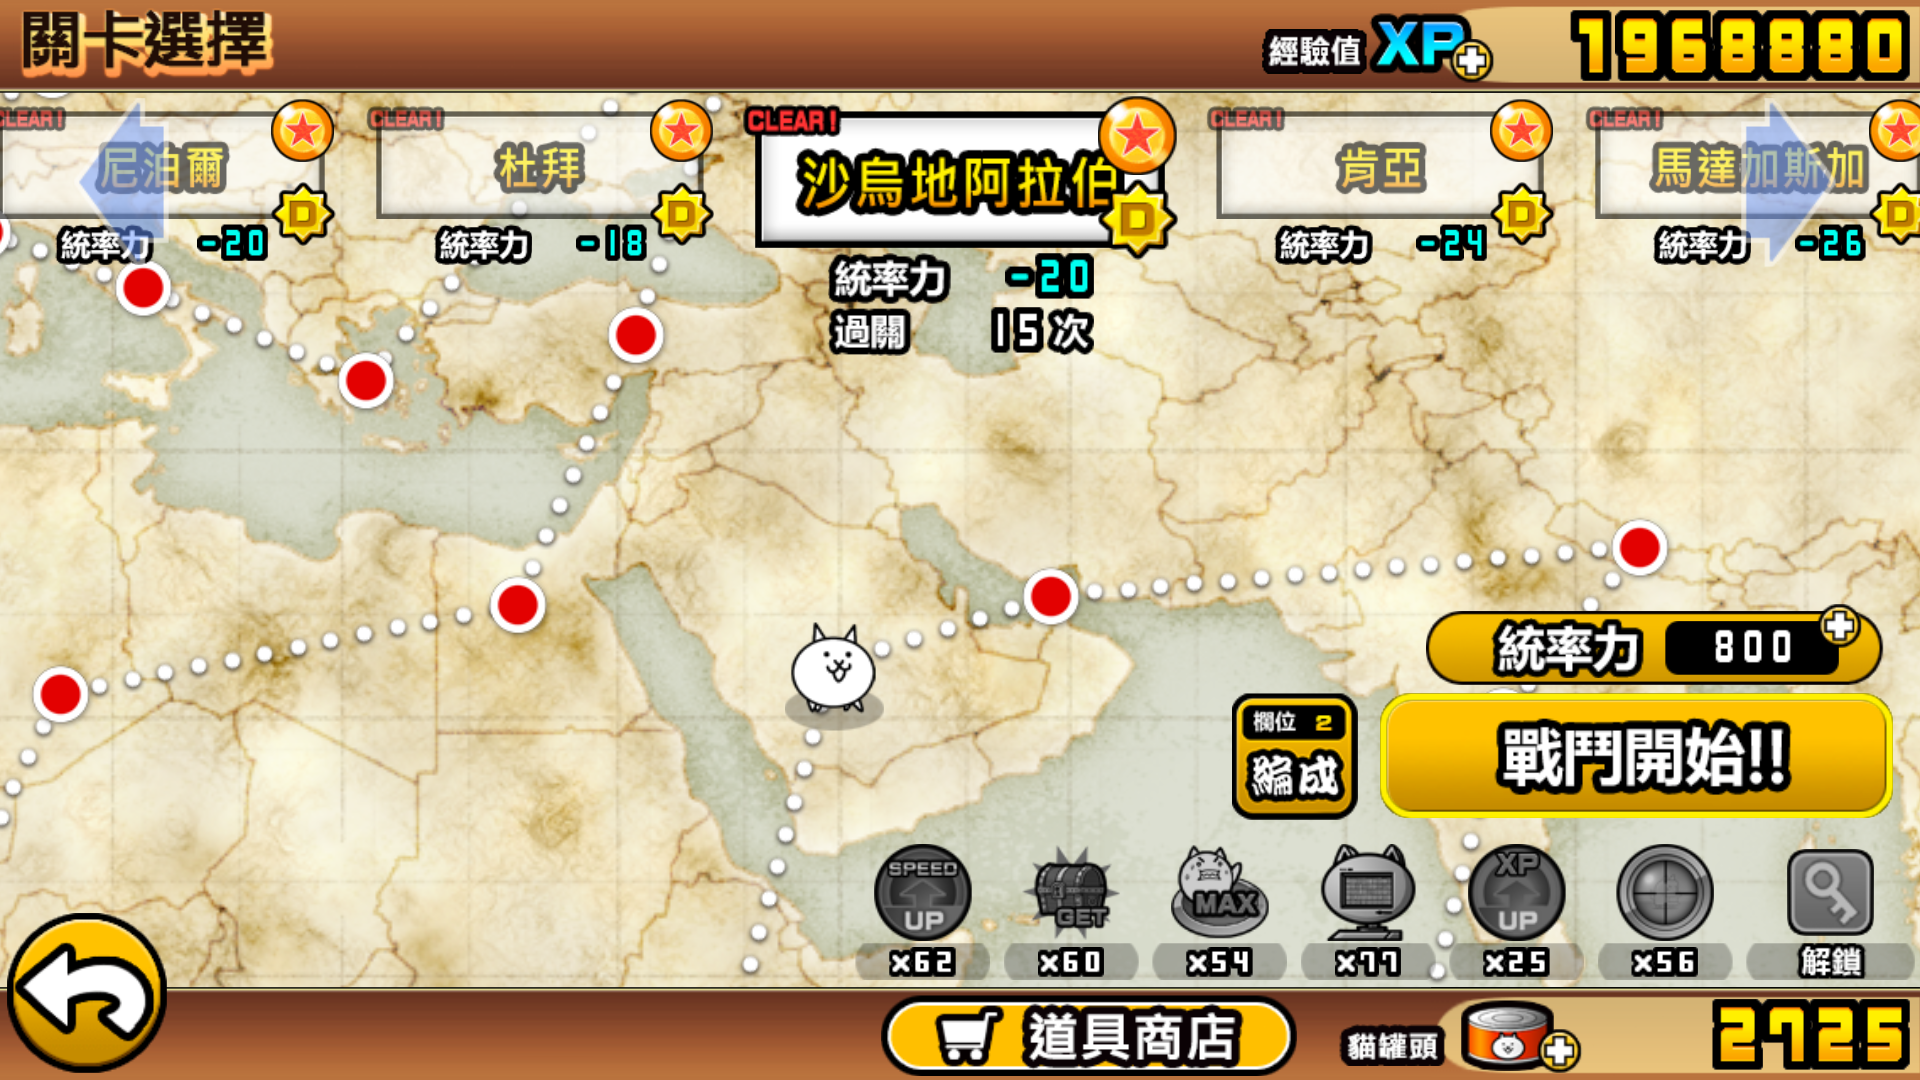 關卡選擇
經驗值 XP 1968880
CLEAR! 尼泊爾 D
統率力 -20
CLEAR! 杜拜 D
統率力 -18
CLEAR! 沙烏地阿拉伯 D
統率力 -20
過關 15次
CLEAR! 肯亞 D
統率力 -24
CLEAR! 馬達加斯加 D
統率力 -26
統率力 800
欄位 2
編成
戰鬥開始!!
SPEED UP x62
GET x60
MAX x54
x77
XP UP x25
x56
解鎖
道具商店
貓罐頭 2725